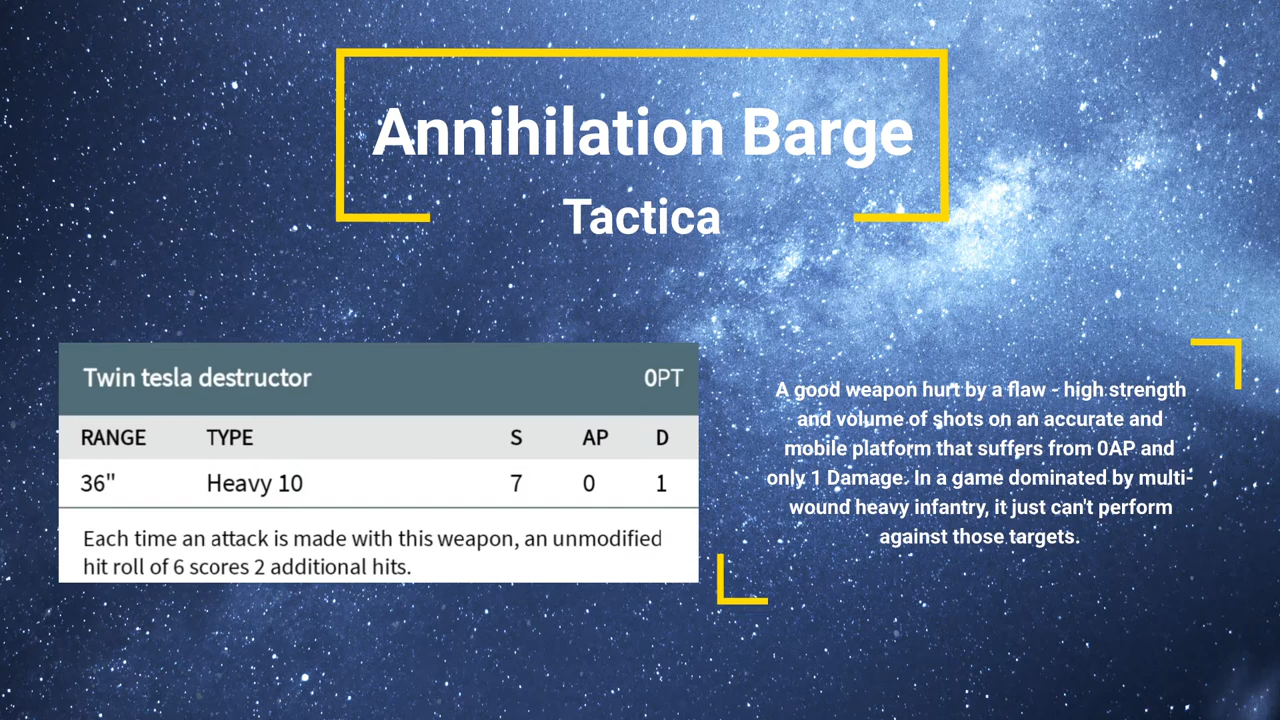 Annihilation Barge
Tactica
Twin tesla destructor 0PT
RANGE TYPE S AP D
36" Heavy 10 7 0 1
Each time an attack is made with this weapon, an unmodified
hit roll of 6 scores 2 additional hits.
A good weapon hurt by a flaw - high strength
and volume of shots on an accurate and
mobile platform that suffers from 0AP and
only 1 Damage. In a game dominated by multi-
wound heavy infantry, it just can't perform
against those targets.